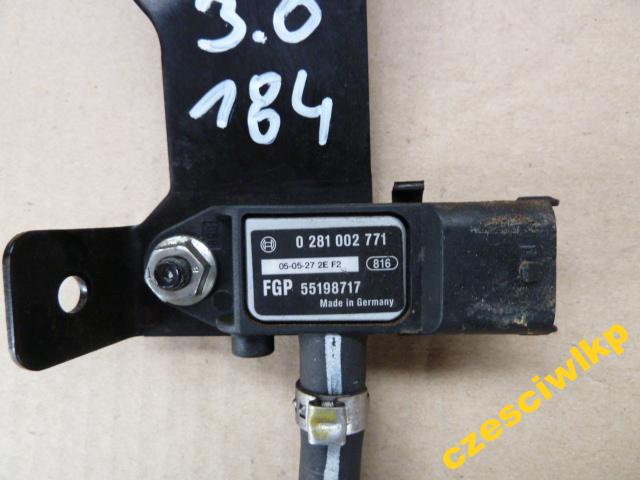 3.0
184
0 281 002 771
05-05-27 2E F2
816
FGP 55198717
Made in Germany
czesciwlkp